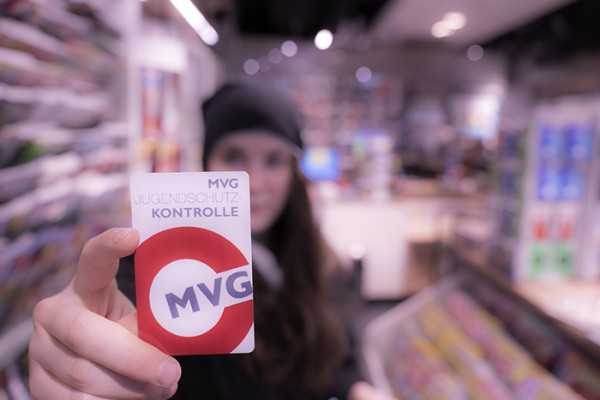 MVG
JUGENDSCHUTZ-
KONTROLLE
MVG